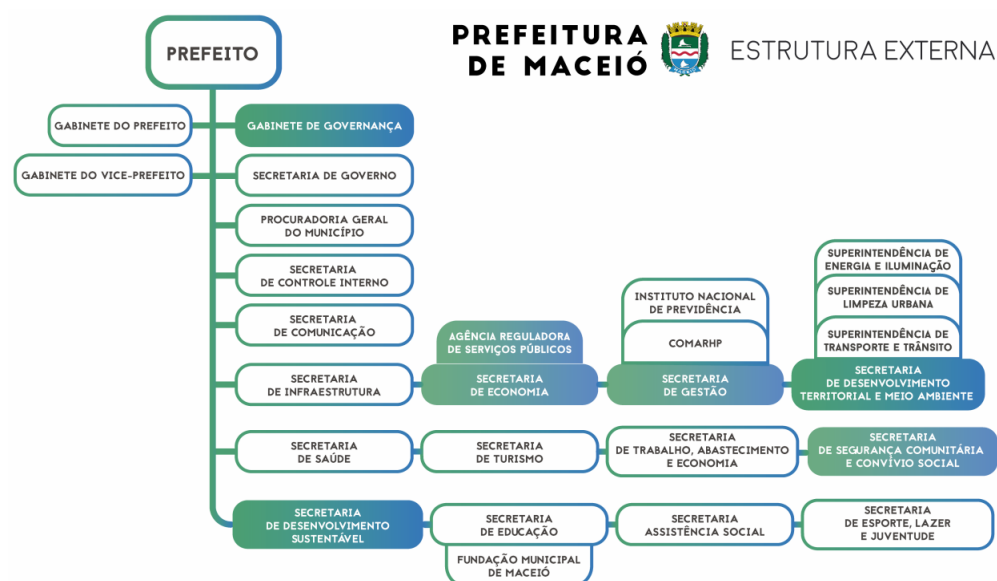 PREFEITURA
DE MACEIÓ
ESTRUTURA EXTERNA
PREFEITO
GABINETE DO PREFEITO
GABINETE DE GOVERNANÇA
GABINETE DO VICE-PREFEITO
SECRETARIA DE GOVERNO
PROCURADORIA GERAL
DO MUNICÍPIO
SECRETARIA
DE CONTROLE INTERNO
SECRETARIA
DE COMUNICAÇÃO
SECRETARIA
DE INFRAESTRUTURA
AGÊNCIA REGULADORA
DE SERVIÇOS PÚBLICOS
SECRETARIA
DE ECONOMIA
INSTITUTO NACIONAL
DE PREVIDÊNCIA
COMARHP
SECRETARIA
DE GESTÃO
SUPERINTENDÊNCIA DE
ENERGIA E ILUMINAÇÃO
SUPERINTENDÊNCIA DE
LIMPEZA URBANA
SUPERINTENDÊNCIA DE
TRANSPORTE E TRÂNSITO
SECRETARIA
DE DESENVOLVIMENTO
TERRITORIAL E MEIO AMBIENTE
SECRETARIA
DE SAÚDE
SECRETARIA
DE TURISMO
SECRETARIA
DE TRABALHO, ABASTECIMENTO
E ECONOMIA
SECRETARIA
DE SEGURANÇA COMUNITÁRIA
E CONVÍVIO SOCIAL
SECRETARIA
DE DESENVOLVIMENTO
SUSTENTÁVEL
SECRETARIA
DE EDUCAÇÃO
FUNDAÇÃO MUNICIPAL
DE MACEIÓ
SECRETARIA
ASSISTÊNCIA SOCIAL
SECRETARIA
DE ESPORTE, LAZER
E JUVENTUDE